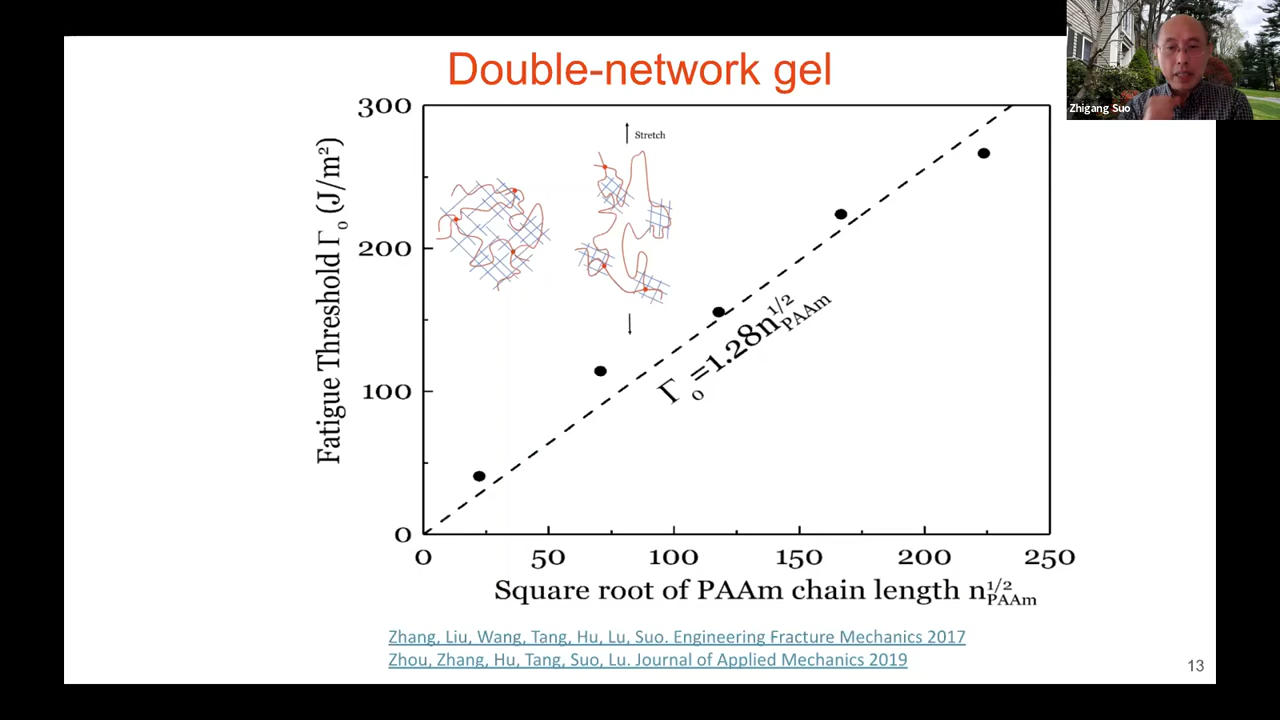 Double-network gel
Zhigang Suo
300
200
100
0
Fatigue Threshold Γ₀ (J/m²)
Stretch
Γ₀=1.28n^{1/2}_{PAAm}
0 50 100 150 200 250
Square root of PAAm chain length n^{1/2}_{PAAm}
Zhang, Liu, Wang, Tang, Hu, Lu, Suo. Engineering Fracture Mechanics 2017
Zhou, Zhang, Hu, Tang, Suo, Lu. Journal of Applied Mechanics 2019
13